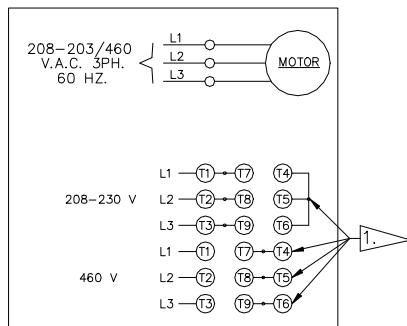 208-203/460
V.A.C. 3PH.
60 HZ.
L1
L2
L3
MOTOR
208-230 V
L1 T1 T7 T4
L2 T2 T8 T5
L3 T3 T9 T6
460 V
L1 T1 T7 T4
L2 T2 T8 T5
L3 T3 T9 T6
1.